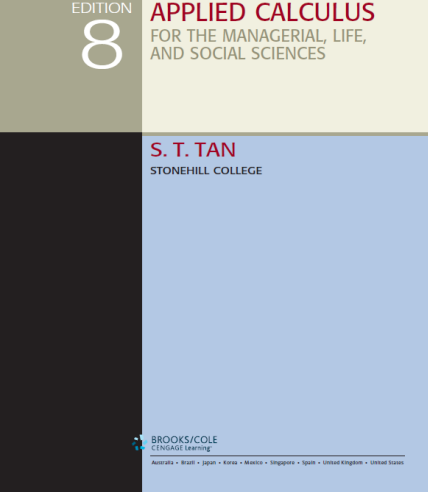 EDITION
8
APPLIED CALCULUS
FOR THE MANAGERIAL, LIFE,
AND SOCIAL SCIENCES
S. T. TAN
STONEHILL COLLEGE
BROOKS/COLE
CENGAGE Learning
Australia • Brazil • Japan • Korea • Mexico • Singapore • Spain • United Kingdom • United States